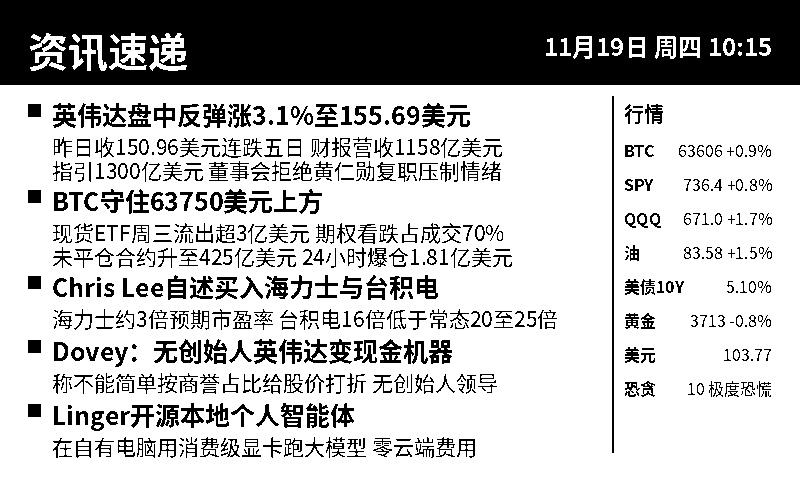 资讯速递
11月19日 周四 10:15
英伟达盘中反弹涨3.1%至155.69美元
昨日收150.96美元连跌五日 财报营收1158亿美元
指引1300亿美元 董事会拒绝黄仁勋复职压制情绪
BTC守住63750美元上方
现货ETF周三流出超3亿美元 期权看跌占成交70%
未平仓合约升至425亿美元 24小时爆仓1.81亿美元
Chris Lee自述买入海力士与台积电
海力士约3倍预期市盈率 台积电16倍低于常态20至25倍
Dovey：无创始人英伟达变现金机器
称不能简单按商誉占比给股价打折 无创始人领导
Linger开源本地个人智能体
在自有电脑用消费级显卡跑大模型 零云端费用
行情
BTC 63606 +0.9%
SPY 736.4 +0.8%
QQQ 671.0 +1.7%
油 83.58 +1.5%
美债10Y 5.10%
黄金 3713 -0.8%
美元 103.77
恐贪 10 极度恐慌